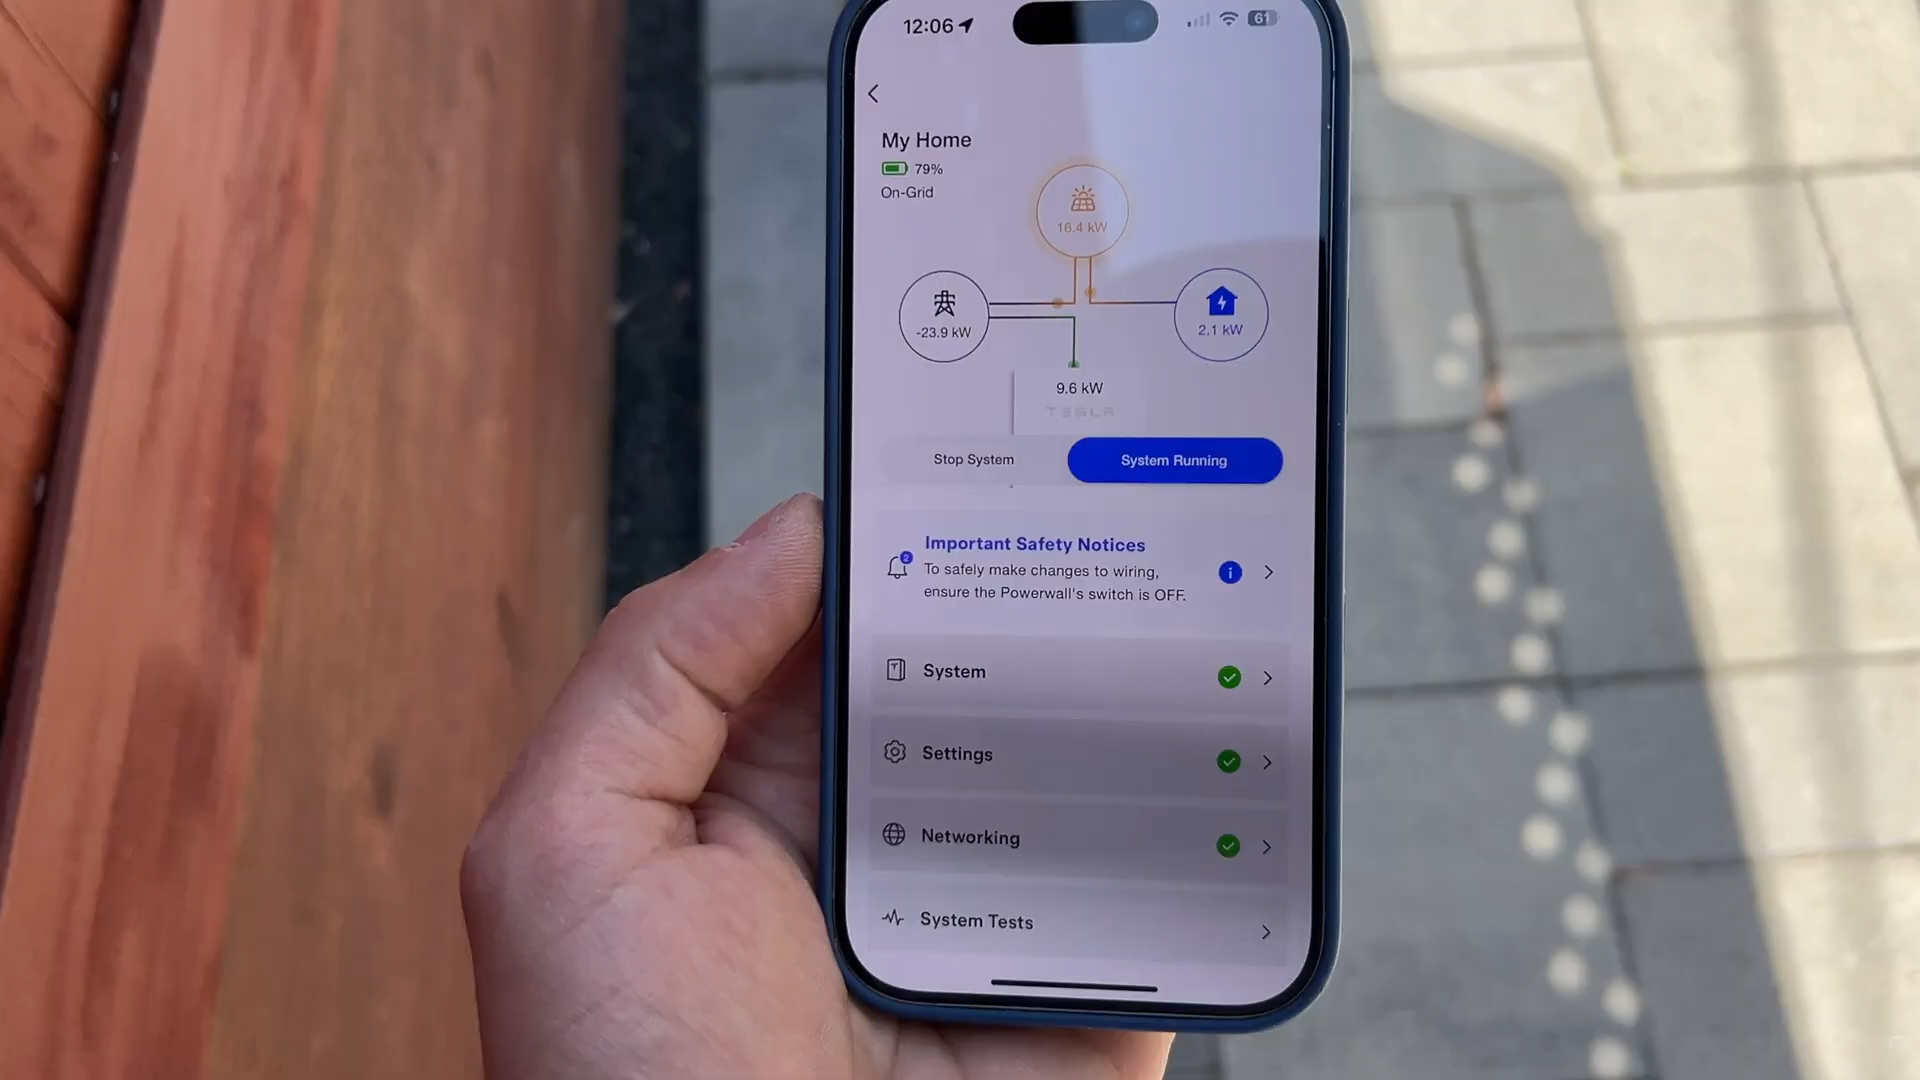 12:06
61
My Home
79%
On-Grid
16.4 kW
-23.9 kW
2.1 kW
9.6 kW
TESLA
Stop System
System Running
2
Important Safety Notices
To safely make changes to wiring,
ensure the Powerwall's switch is OFF.
System
Settings
Networking
System Tests